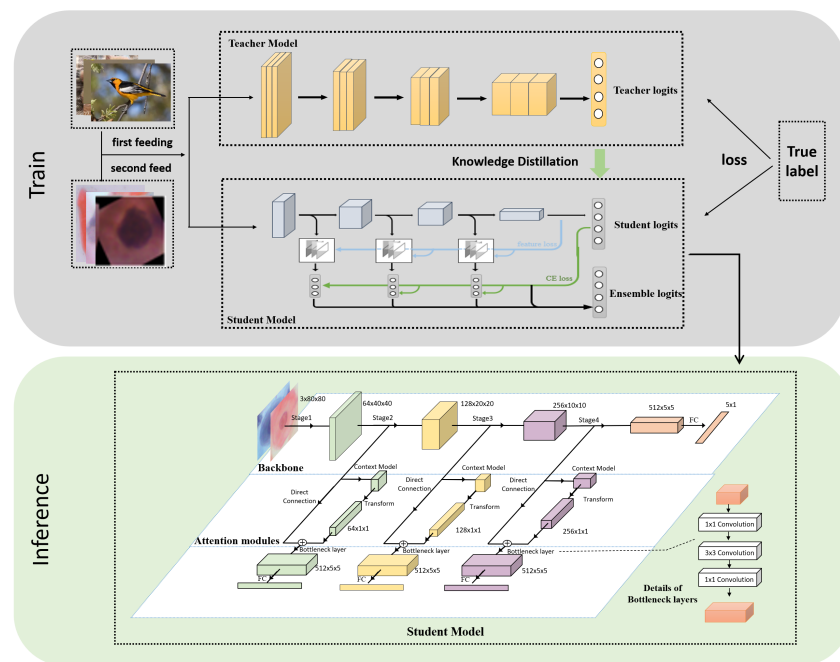 Train
Teacher Model
Teacher logits
first feeding
second feed
Knowledge Distillation
loss
True
label
Student logits
feature loss
CE loss
Ensemble logits
Student Model
Inference
3x80x80
Stage1
64x40x40
Stage2
128x20x20
Stage3
256x10x10
Stage4
512x5x5
FC
5x1
Backbone
Context Model
Direct
Connection
Transform
64x1x1
Context Model
Direct
Connection
Transform
128x1x1
Context Model
Direct
Connection
Transform
256x1x1
Attention modules
Bottleneck layer
512x5x5
FC
Bottleneck layer
512x5x5
FC
Bottleneck layer
512x5x5
FC
1x1 Convolution
3x3 Convolution
1x1 Convolution
Details of
Bottleneck layers
Student Model